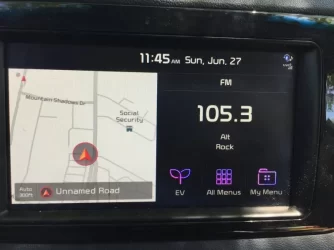 11:45 AM Sun, Jun, 27
FM
105.3
Alt
Rock
Mountain Shadows Dr
Social
Security
Auto
Unnamed Road
EV
All Menus
My Menu